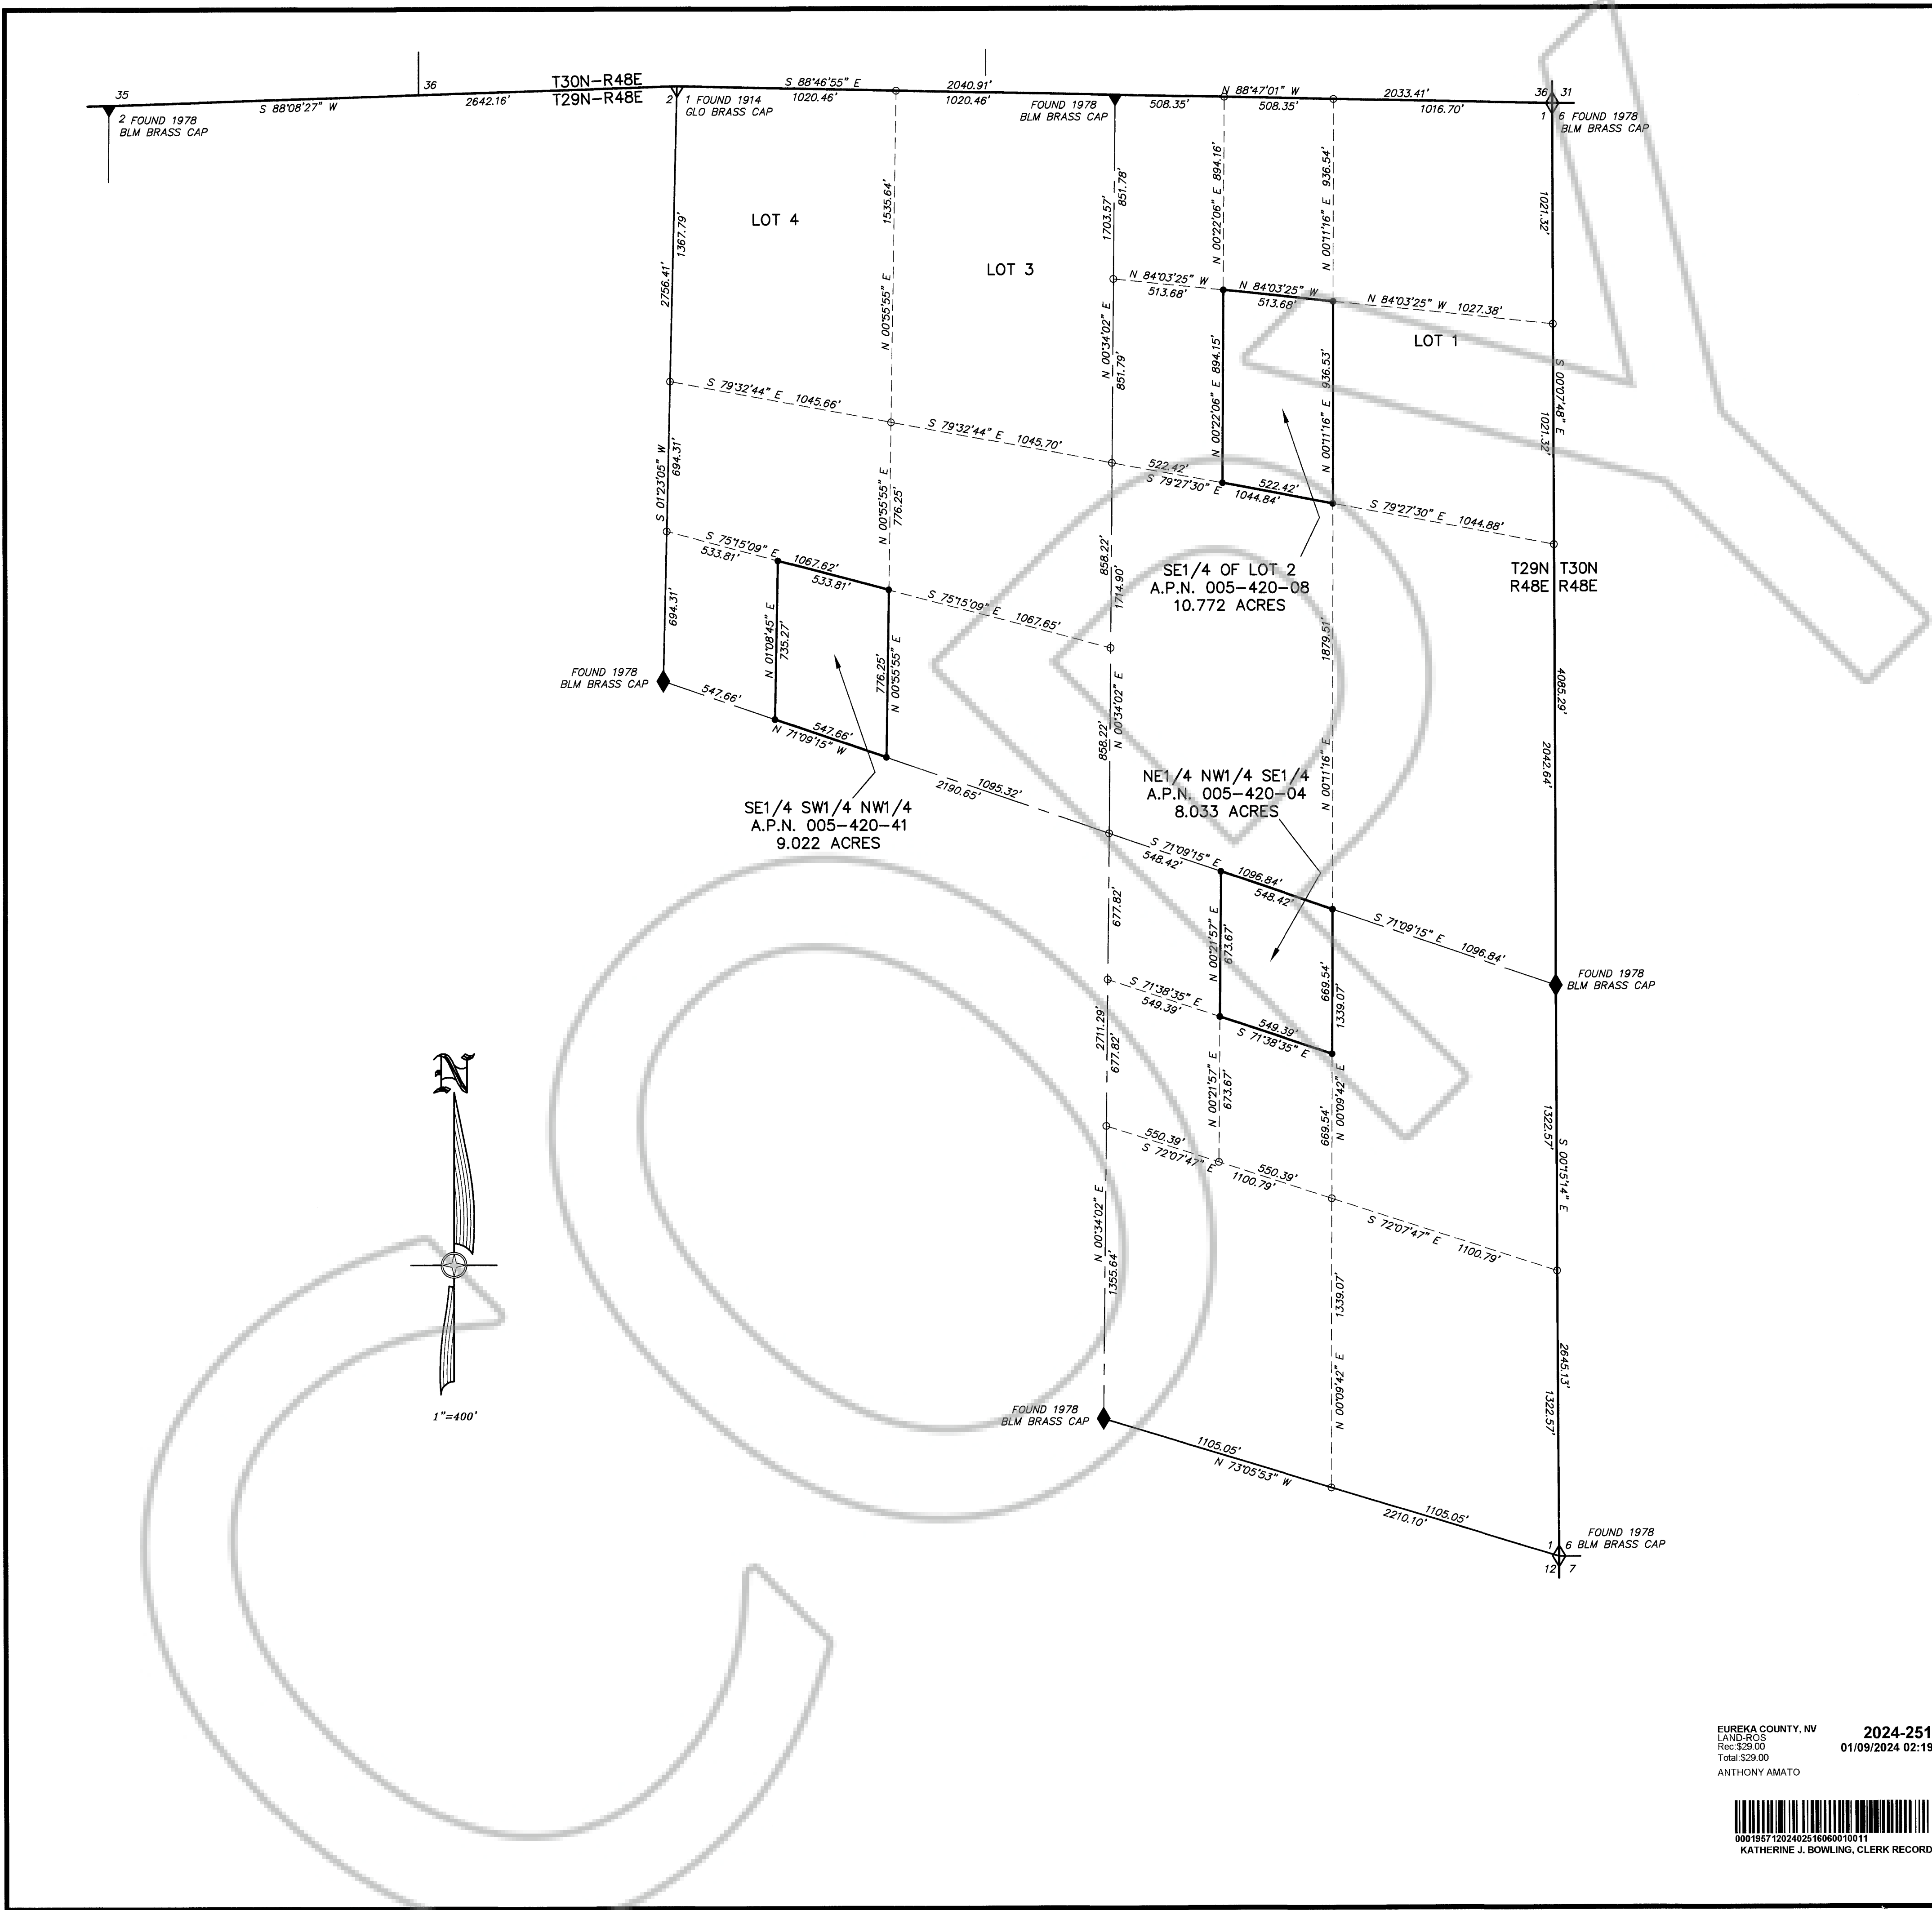 35
36
T30N-R48E
T29N-R48E
S 88°08'27" W
2642.16'
2 FOUND 1978
BLM BRASS CAP
2
1 FOUND 1914
GLO BRASS CAP
S 88°46'55" E
2040.91'
1020.46'
1020.46'
FOUND 1978
BLM BRASS CAP
N 88°47'01" W
2033.41'
508.35'
508.35'
1016.70'
36
31
1
6 FOUND 1978
BLM BRASS CAP
1367.79'
2756.41'
LOT 4
1535.64'
N 00°55'55" E
LOT 3
851.78'
1703.57'
N 00°34'02" E
851.79'
N 00°22'06" E 894.16'
N 00°11'16" E 936.54'
1021.32'
N 84°03'25" W
513.68'
N 84°03'25" W
513.68'
N 84°03'25" W 1027.38'
LOT 1
N 00°22'06" E 894.15'
N 00°11'16" E 936.53'
S 00°07'48" E
1021.32'
S 79°32'44" E 1045.66'
S 79°32'44" E 1045.70'
522.42'
S 79°27'30" E
522.42'
1044.84'
S 79°27'30" E 1044.88'
S 01°23'05" W
694.31'
N 00°55'55" E
776.25'
S 75°15'09" E
533.81'
1067.62'
533.81'
S 75°15'09" E 1067.65'
858.22'
1714.90'
SE1/4 OF LOT 2
A.P.N. 005-420-08
10.772 ACRES
T29N T30N
R48E R48E
694.31'
N 01°08'45" E
735.27'
776.25'
N 00°55'55" E
N 00°34'02" E
858.22'
1879.51'
N 00°11'16" E
4085.29'
2042.64'
FOUND 1978
BLM BRASS CAP
547.66'
547.66'
N 71°09'15" W
1095.32'
2190.65'
SE1/4 SW1/4 NW1/4
A.P.N. 005-420-41
9.022 ACRES
NE1/4 NW1/4 SE1/4
A.P.N. 005-420-04
8.033 ACRES
S 71°09'15" E
548.42'
1096.84'
548.42'
S 71°09'15" E 1096.84'
677.82'
N 00°21'57" E
673.67'
669.54'
1339.07'
FOUND 1978
BLM BRASS CAP
S 71°38'35" E
549.39'
549.39'
S 71°38'35" E
2711.29'
677.82'
N 00°21'57" E
673.67'
669.54'
N 00°09'42" E
1322.57'
S 00°15'14" E
550.39'
S 72°07'47" E
550.39'
1100.79'
S 72°07'47" E 1100.79'
N 00°34'02" E
1355.64'
1339.07'
N 00°09'42" E
2645.13'
1322.57'
N
1"=400'
FOUND 1978
BLM BRASS CAP
1105.05'
N 73°05'53" W
1105.05'
2210.10'
FOUND 1978
1
6 BLM BRASS CAP
12
7
COPY
EUREKA COUNTY, NV
2024-251
LAND-ROS
Rec:$29.00
01/09/2024 02:19
Total:$29.00
ANTHONY AMATO
00019571202402516060010011
KATHERINE J. BOWLING, CLERK RECORD